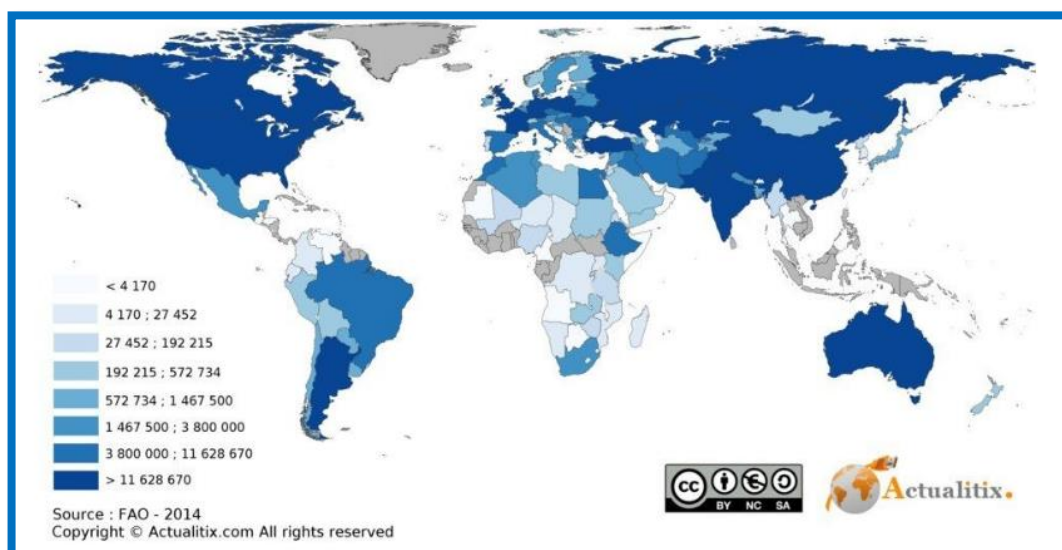 < 4 170
4 170 ; 27 452
27 452 ; 192 215
192 215 ; 572 734
572 734 ; 1 467 500
1 467 500 ; 3 800 000
3 800 000 ; 11 628 670
> 11 628 670
Source : FAO - 2014
Copyright © Actualitix.com All rights reserved
cc
BY NC SA
Actualitix.